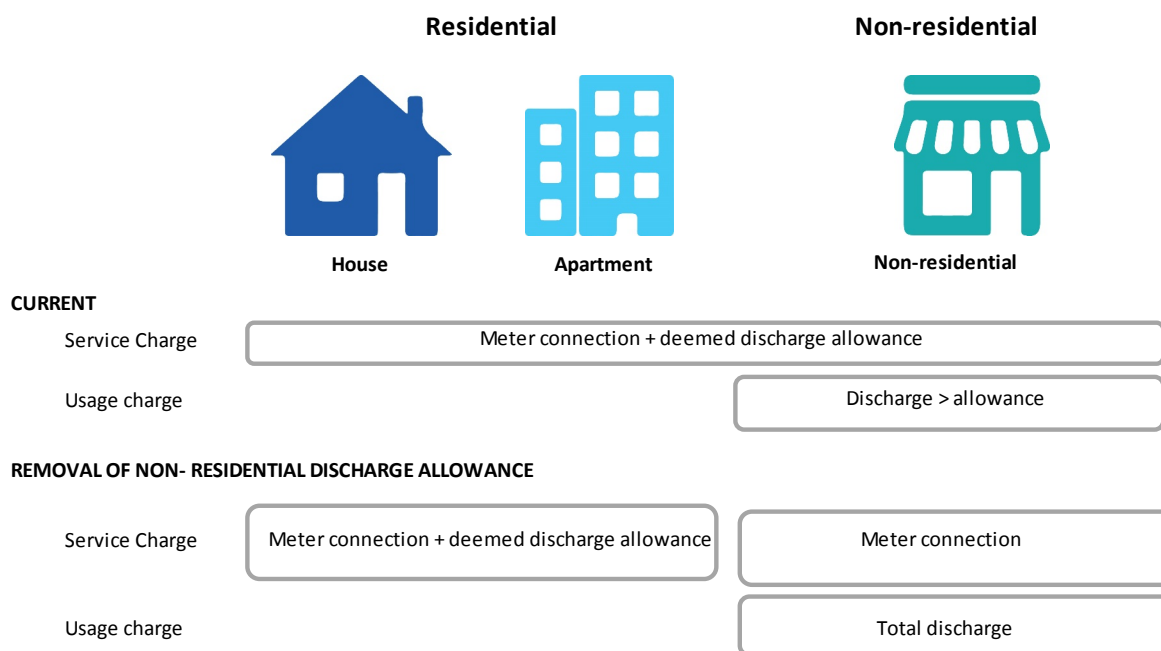 Residential Non-residential
House Apartment Non-residential
CURRENT
Service Charge Meter connection + deemed discharge allowance
Usage charge Discharge > allowance
REMOVAL OF NON- RESIDENTIAL DISCHARGE ALLOWANCE
Service Charge Meter connection + deemed discharge allowance Meter connection
Usage charge Total discharge